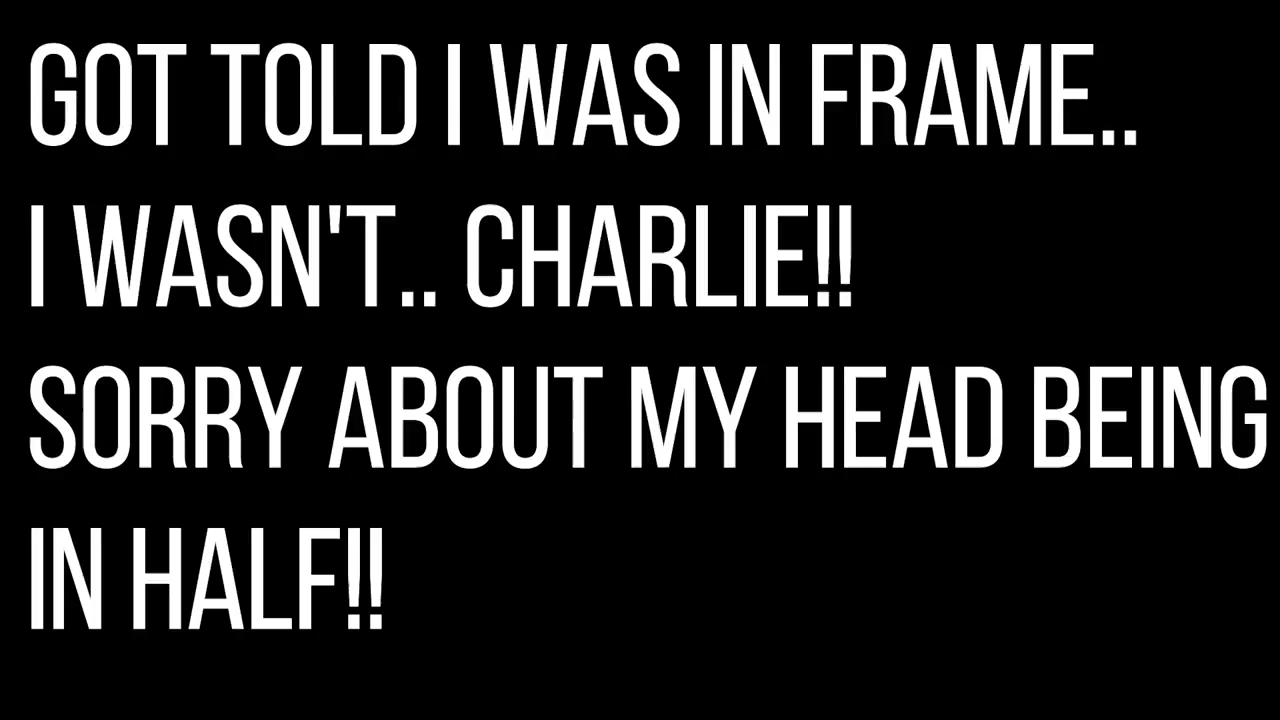 GOT TOLD I WAS IN FRAME..
I WASN'T.. CHARLIE!!
SORRY ABOUT MY HEAD BEING
IN HALF!!